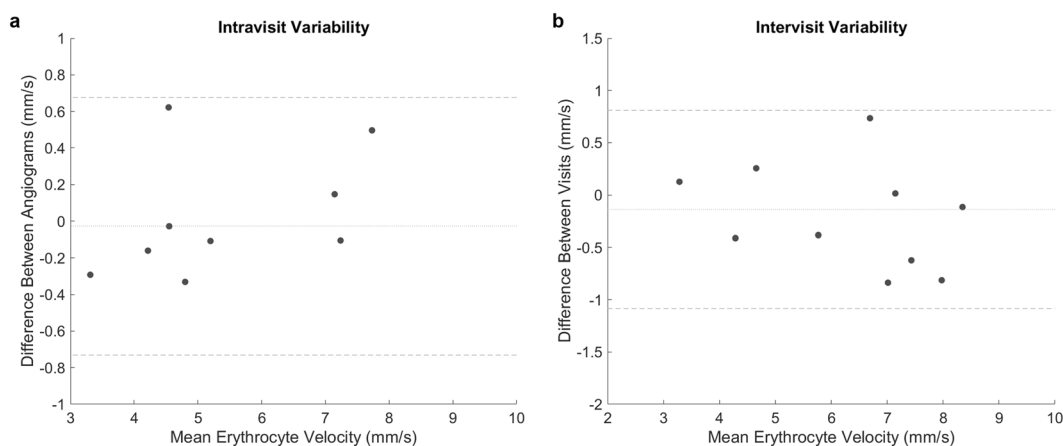 a
Intravisit Variability
Difference Between Angiograms (mm/s)
1
0.8
0.6
0.4
0.2
0
-0.2
-0.4
-0.6
-0.8
-1
3 4 5 6 7 8 9 10
Mean Erythrocyte Velocity (mm/s)
b
Intervisit Variability
Difference Between Visits (mm/s)
1.5
1
0.5
0
-0.5
-1
-1.5
-2
2 3 4 5 6 7 8 9 10
Mean Erythrocyte Velocity (mm/s)